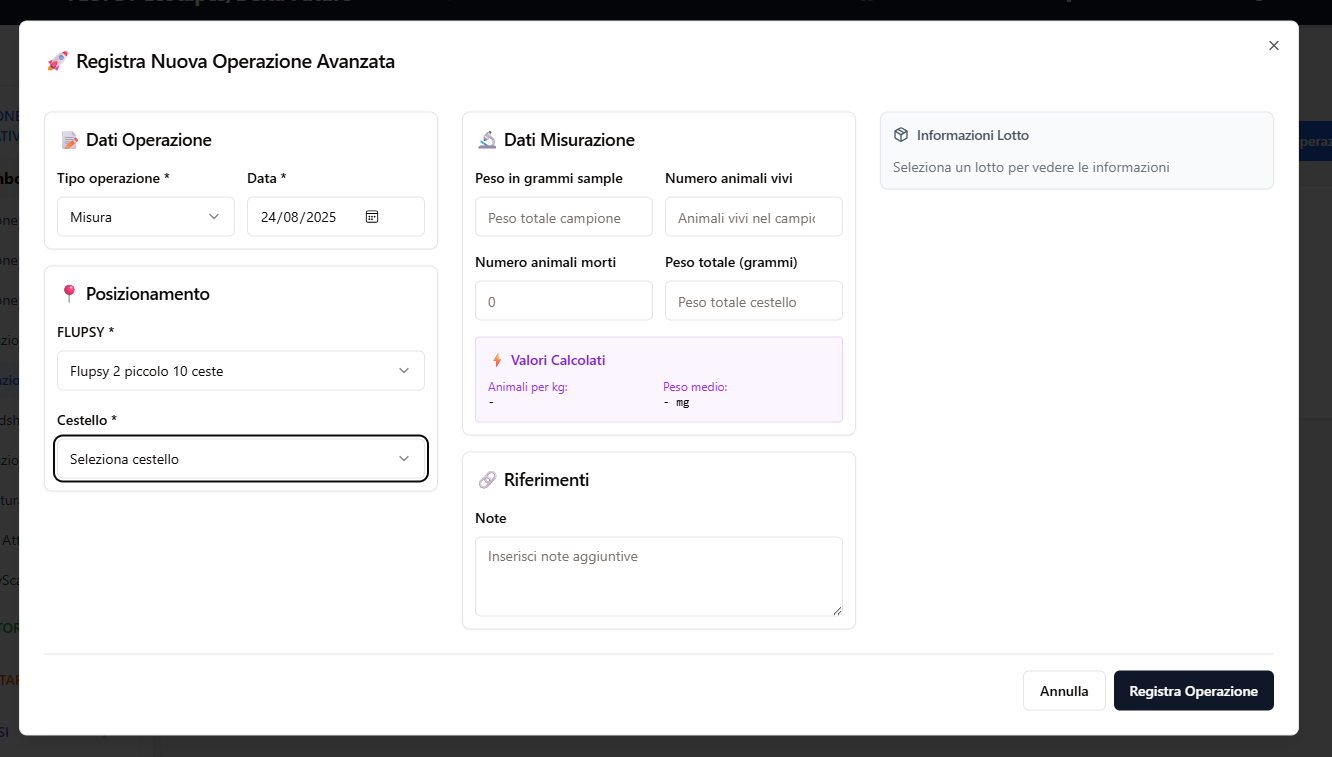 Registra Nuova Operazione Avanzata
Dati Operazione
Tipo operazione *
Data *
Misura
24/08/2025
Posizionamento
FLUPSY *
Flupsy 2 piccolo 10 ceste
Cestello *
Seleziona cestello
Dati Misurazione
Peso in grammi sample
Numero animali vivi
Peso totale campione
Animali vivi nel campic
Numero animali morti
Peso totale (grammi)
0
Peso totale cestello
Valori Calcolati
Animali per kg:
Peso medio:
-
- mg
Riferimenti
Note
Inserisci note aggiuntive
Informazioni Lotto
Seleziona un lotto per vedere le informazioni
Annulla
Registra Operazione